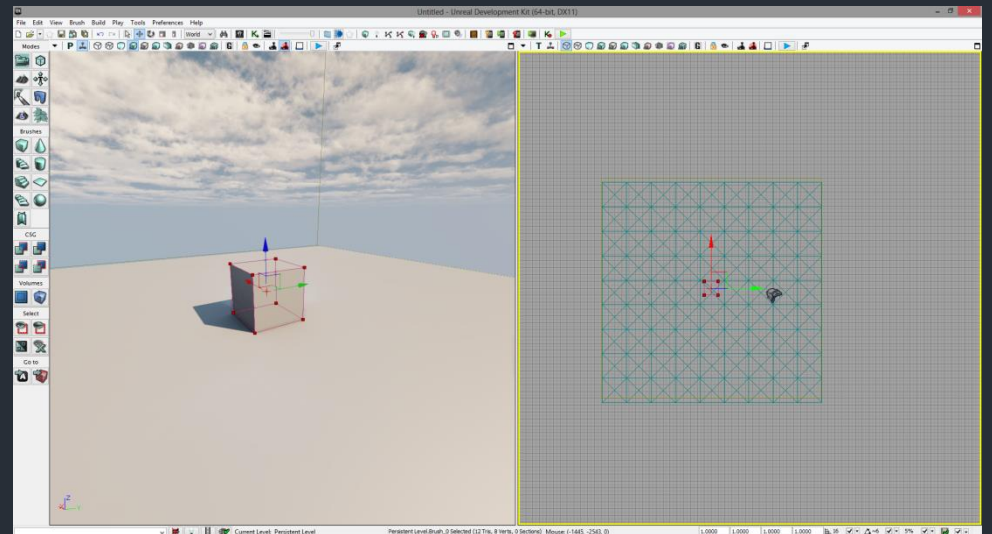 Untitled - Unreal Development Kit (64-bit, DX11)
File Edit View Brush Build Play Tools Preferences Help
World
Modes P T
Brushes
CSG
Volumes
Select
Go to
Z
Current Level: Persistent Level Persistent Level.Brush_0 Selected (12 Tris, 8 Verts, 0 Sections) Mouse: (-1445, -2543, 0) 1.0000 1.0000 1.0000 1.0000 16 5%